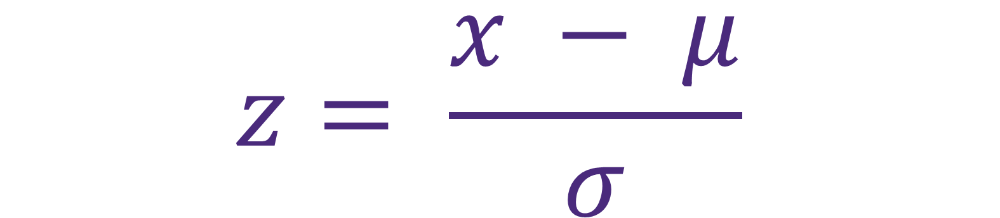 z = (x − μ) / σ